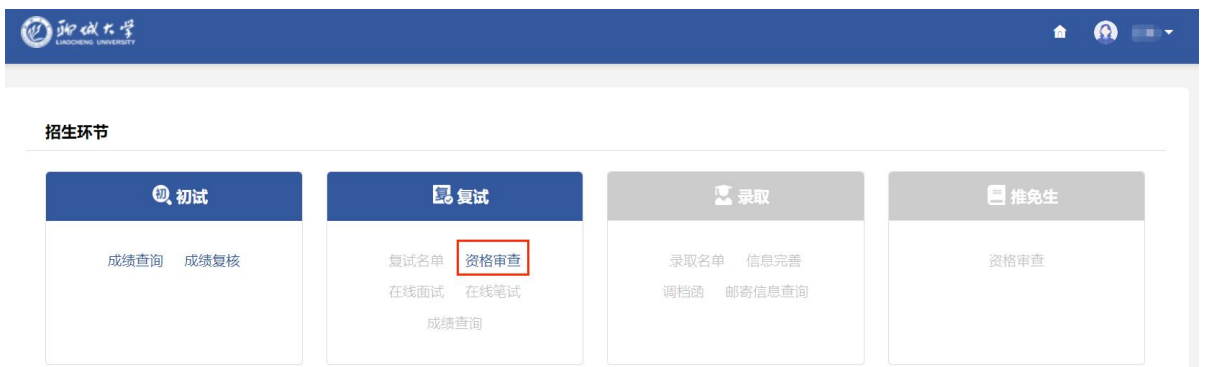 聊城大学
LIAOCHENG UNIVERSITY
招生环节
初 初试
复 复试
录取
推免生
成绩查询 成绩复核
复试名单 资格审查
在线面试 在线笔试
成绩查询
录取名单 信息完善
调档函 邮寄信息查询
资格审查